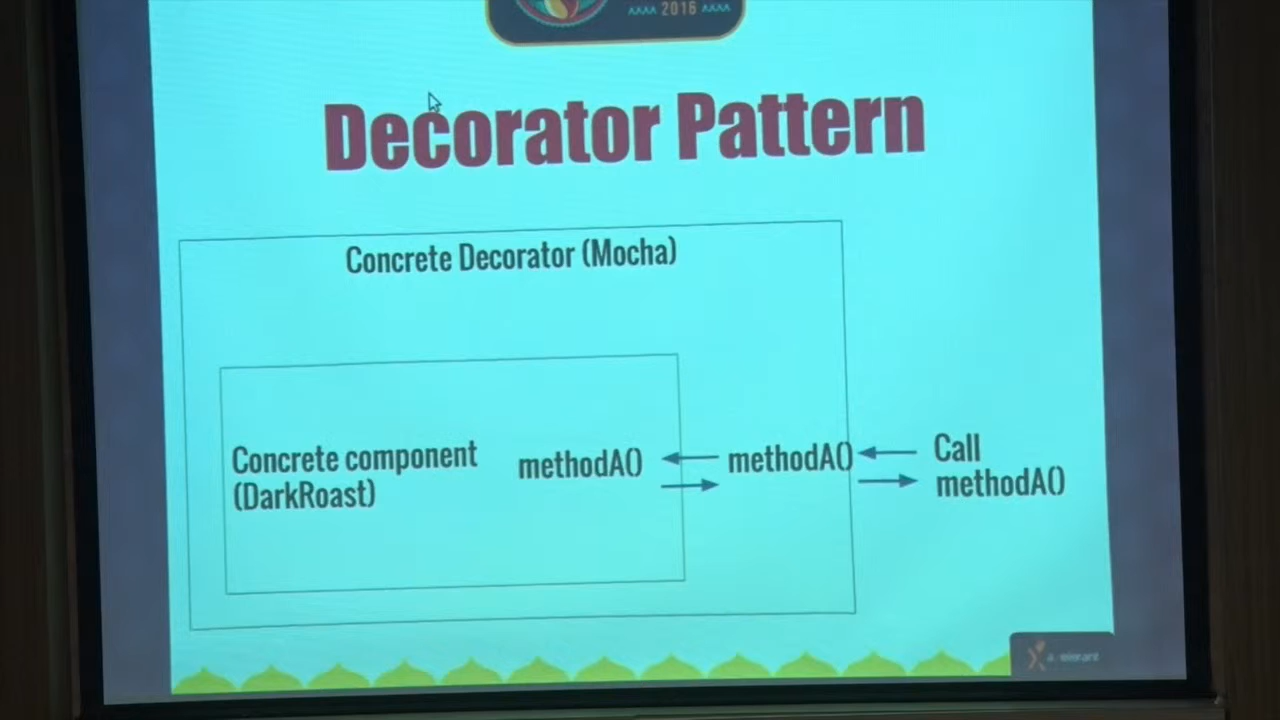 2016
Decorator Pattern
Concrete Decorator (Mocha)
Concrete component
(DarkRoast)
methodA()
methodA()
Call
methodA()